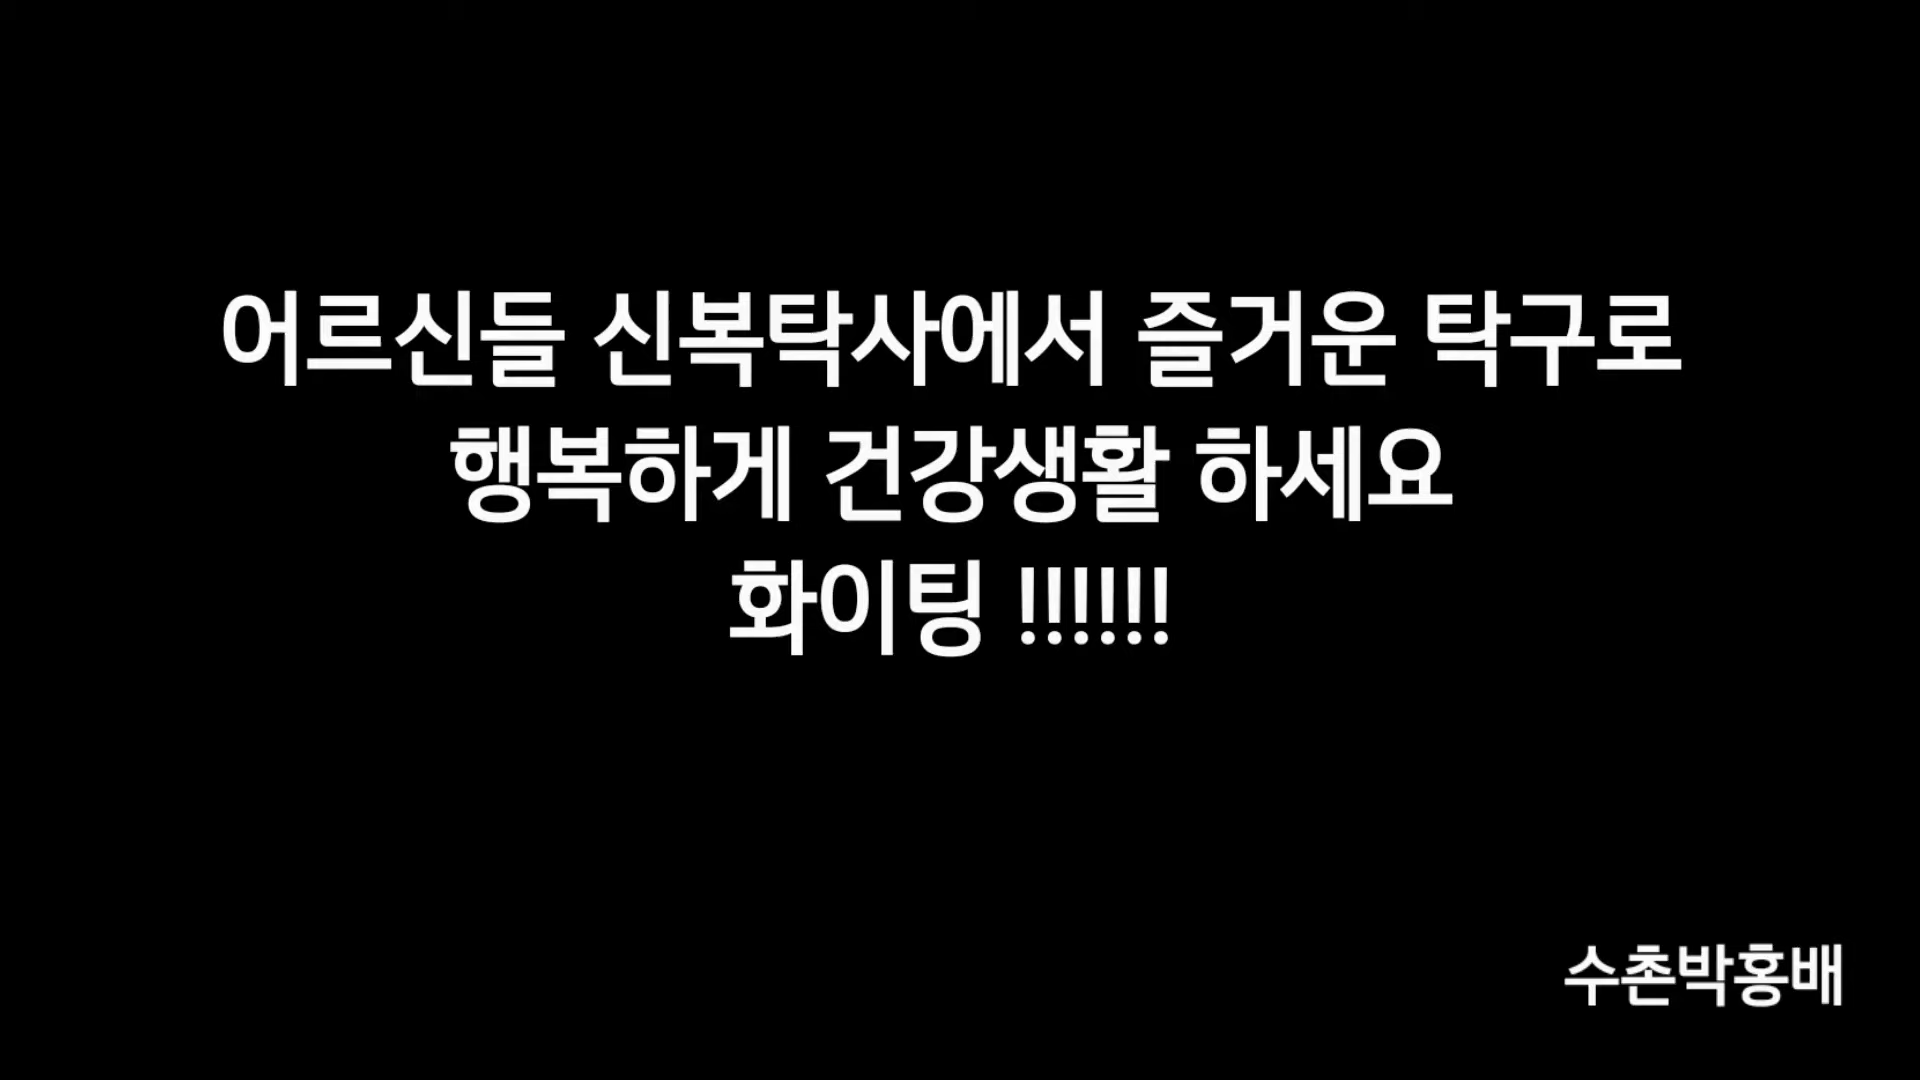 어르신들 신복탁사에서 즐거운 탁구로
행복하게 건강생활 하세요
화이팅 !!!!!!
수촌박홍배